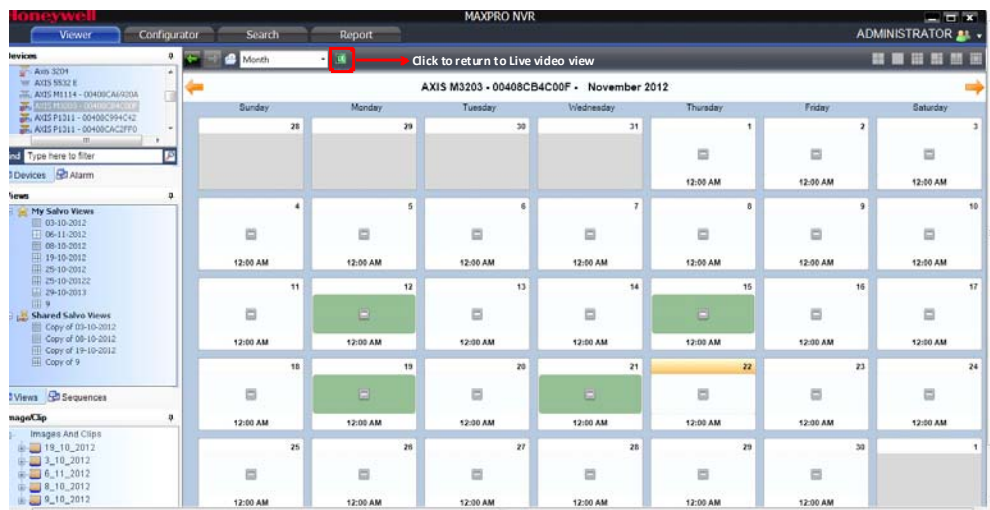 Honeywell
MAXPRO NVR
Viewer Configurator Search Report ADMINISTRATOR
Devices
Month
Click to return to Live video view
Axis 3204
AXIS 5532 E
AXIS M1114 - 00408CA6920A
AXIS M3203 - 00408CB4C00F
AXIS P1311 - 00408C994C42
AXIS P1311 - 00408CAC2FF0
Type here to filter
Devices Alarm
Views
My Salvo Views
03-10-2012
06-11-2012
08-10-2012
19-10-2012
25-10-2012
25-10-20122
29-10-2013
9
Shared Salvo Views
Copy of 03-10-2012
Copy of 08-10-2012
Copy of 19-10-2012
Copy of 9
Views Sequences
Image/Clip
Images And Clips
19_10_2012
3_10_2012
6_11_2012
8_10_2012
9_10_2012
AXIS M3203 - 00408CB4C00F - November 2012
Sunday Monday Tuesday Wednesday Thursday Friday Saturday
28 29 30 31 1 2 3
12:00 AM 12:00 AM 12:00 AM
4 5 6 7 8 9 10
12:00 AM 12:00 AM 12:00 AM 12:00 AM 12:00 AM 12:00 AM 12:00 AM
11 12 13 14 15 16 17
12:00 AM 12:00 AM 12:00 AM 12:00 AM 12:00 AM 12:00 AM 12:00 AM
18 19 20 21 22 23 24
12:00 AM 12:00 AM 12:00 AM 12:00 AM 12:00 AM 12:00 AM 12:00 AM
25 26 27 28 29 30 1
12:00 AM 12:00 AM 12:00 AM 12:00 AM 12:00 AM 12:00 AM